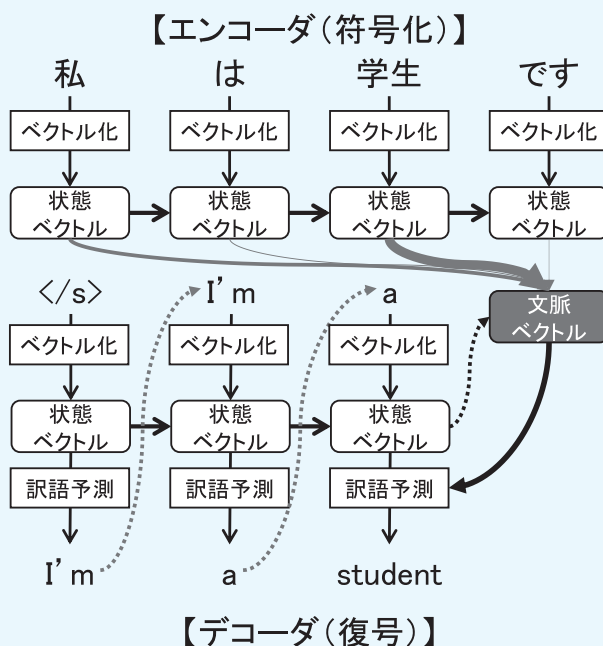 【エンコーダ(符号化)】
私 は 学生 です
ベクトル化 ベクトル化 ベクトル化 ベクトル化
状態 状態 状態 状態
ベクトル ベクトル ベクトル ベクトル
</s> I'm a
文脈
ベクトル
ベクトル化 ベクトル化 ベクトル化
状態 状態 状態
ベクトル ベクトル ベクトル
訳語予測 訳語予測 訳語予測
I'm a student
【デコーダ(復号)】